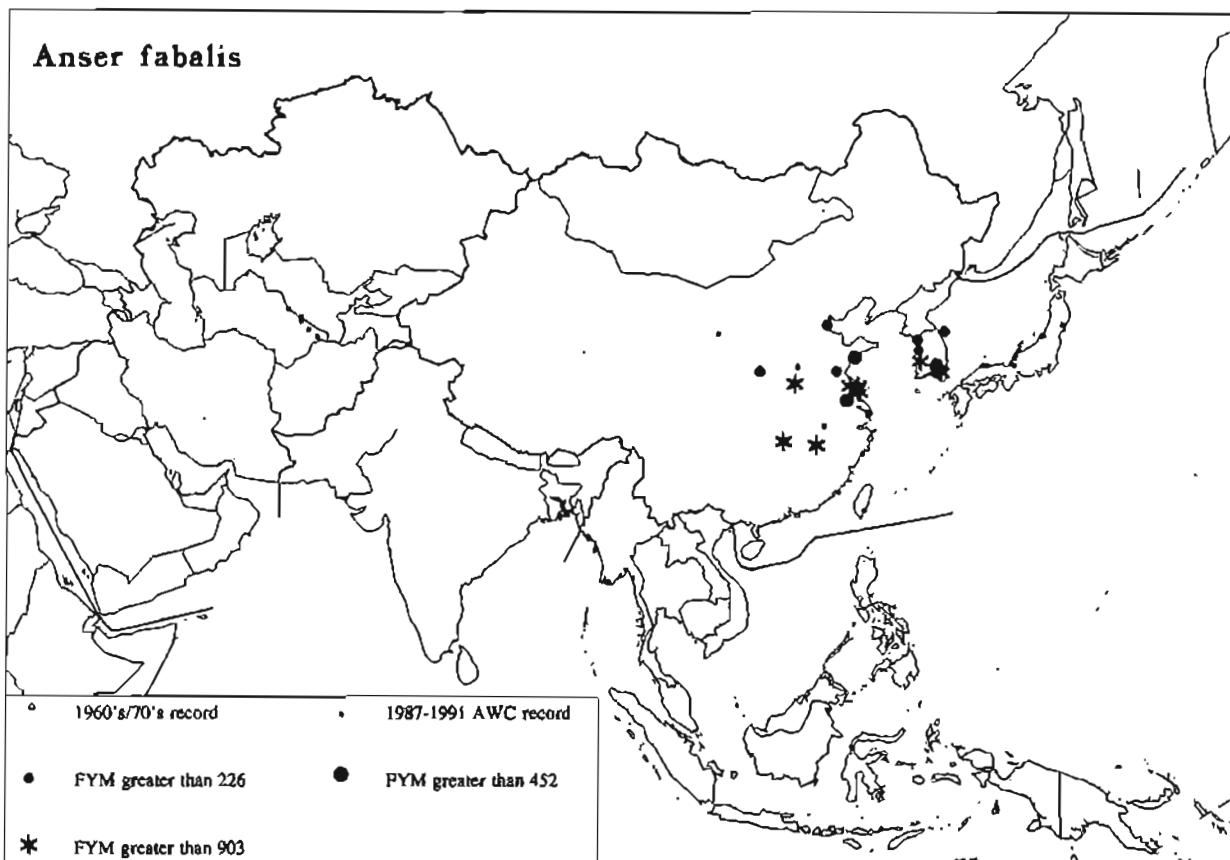 Anser fabalis
1960's/70's record
1987-1991 AWC record
FYM greater than 226
FYM greater than 452
FYM greater than 903